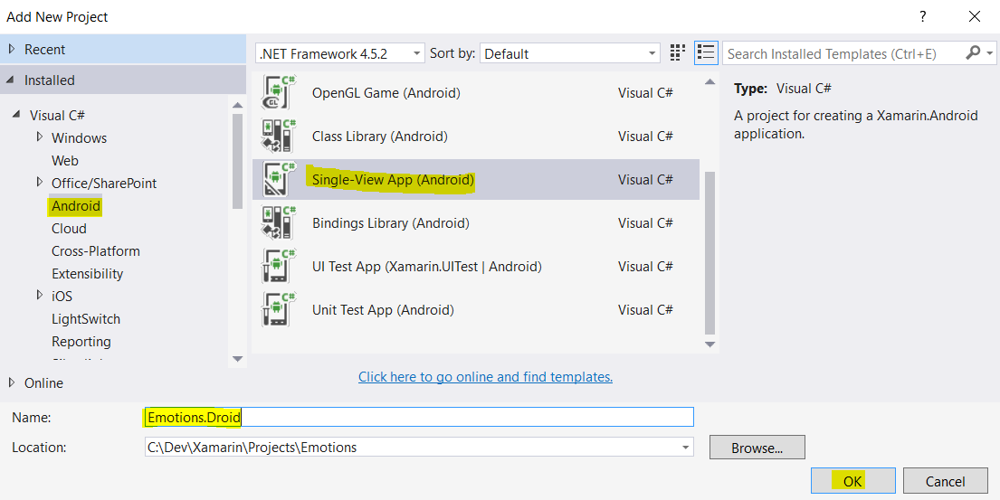 Add New Project
?
Recent
Installed
Visual C#
Windows
Web
Office/SharePoint
Android
Cloud
Cross-Platform
Extensibility
iOS
LightSwitch
Reporting
Online
.NET Framework 4.5.2 Sort by: Default
OpenGL Game (Android) Visual C#
Class Library (Android) Visual C#
Single-View App (Android) Visual C#
Bindings Library (Android) Visual C#
UI Test App (Xamarin.UITest | Android) Visual C#
Unit Test App (Android) Visual C#
Click here to go online and find templates.
Search Installed Templates (Ctrl+E)
Type: Visual C#
A project for creating a Xamarin.Android
application.
Name: Emotions.Droid
Location: C:\Dev\Xamarin\Projects\Emotions Browse...
OK Cancel